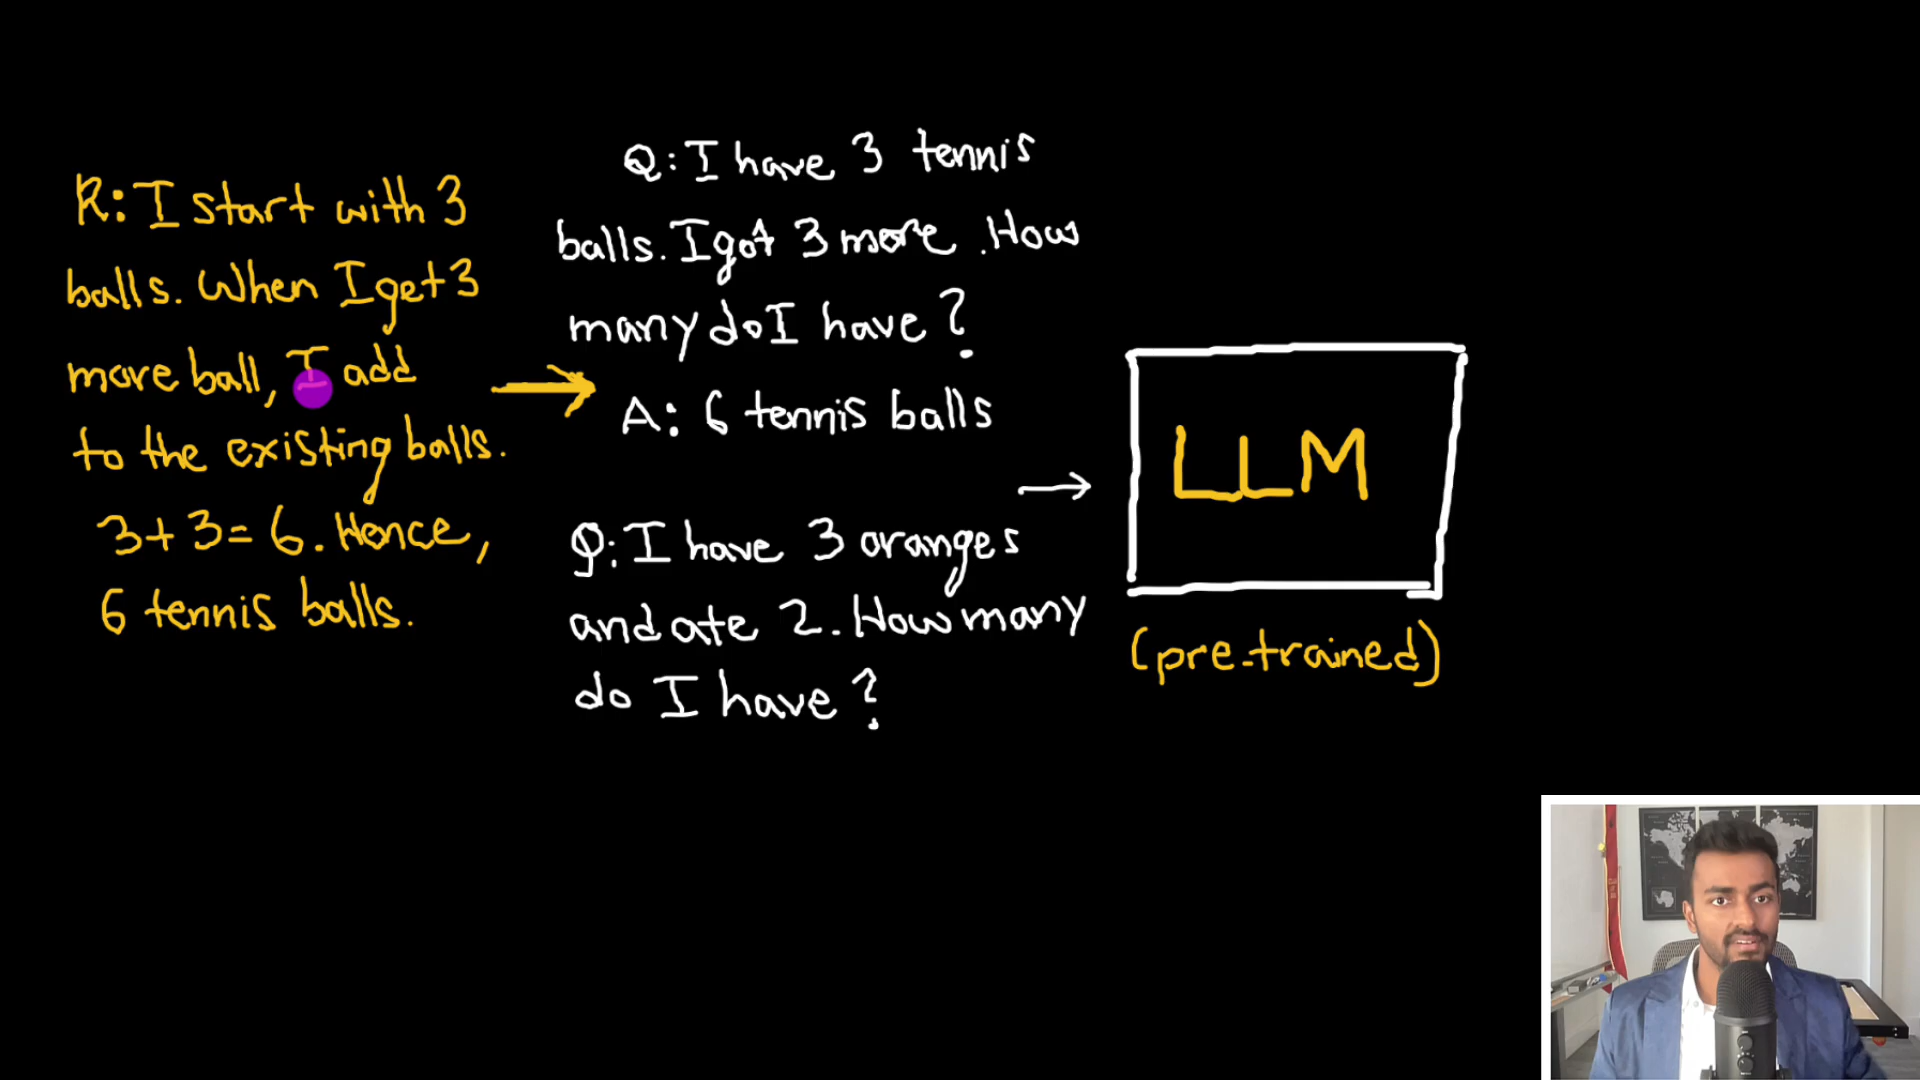 R: I start with 3
balls. When I get 3
more ball, I add
to the existing balls.
3+3=6. Hence,
6 tennis balls.
Q: I have 3 tennis
balls. I got 3 more. How
many do I have?
A: 6 tennis balls
Q: I have 3 oranges
and ate 2. How many
do I have?
LLM
(pre-trained)